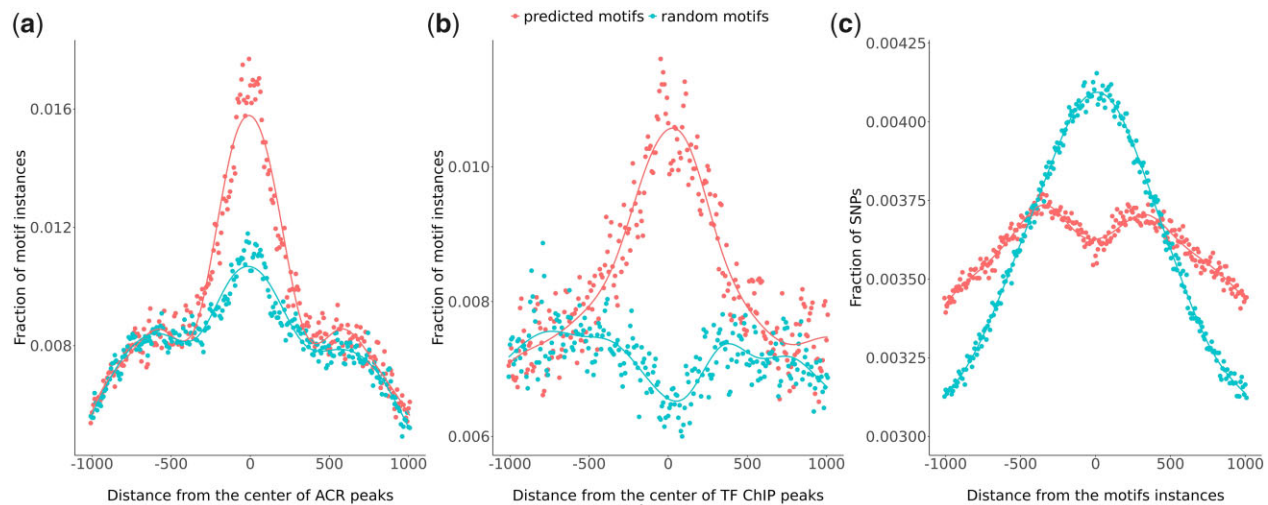 (a)
(b)
predicted motifs random motifs
(c)
Fraction of motif instances
0.016
0.012
0.008
-1000 -500 0 500 1000
Distance from the center of ACR peaks
Fraction of motif instances
0.010
0.008
0.006
-1000 -500 0 500 1000
Distance from the center of TF ChIP peaks
Fraction of SNPs
0.00425
0.00400
0.00375
0.00350
0.00325
0.00300
-1000 -500 0 500 1000
Distance from the motifs instances